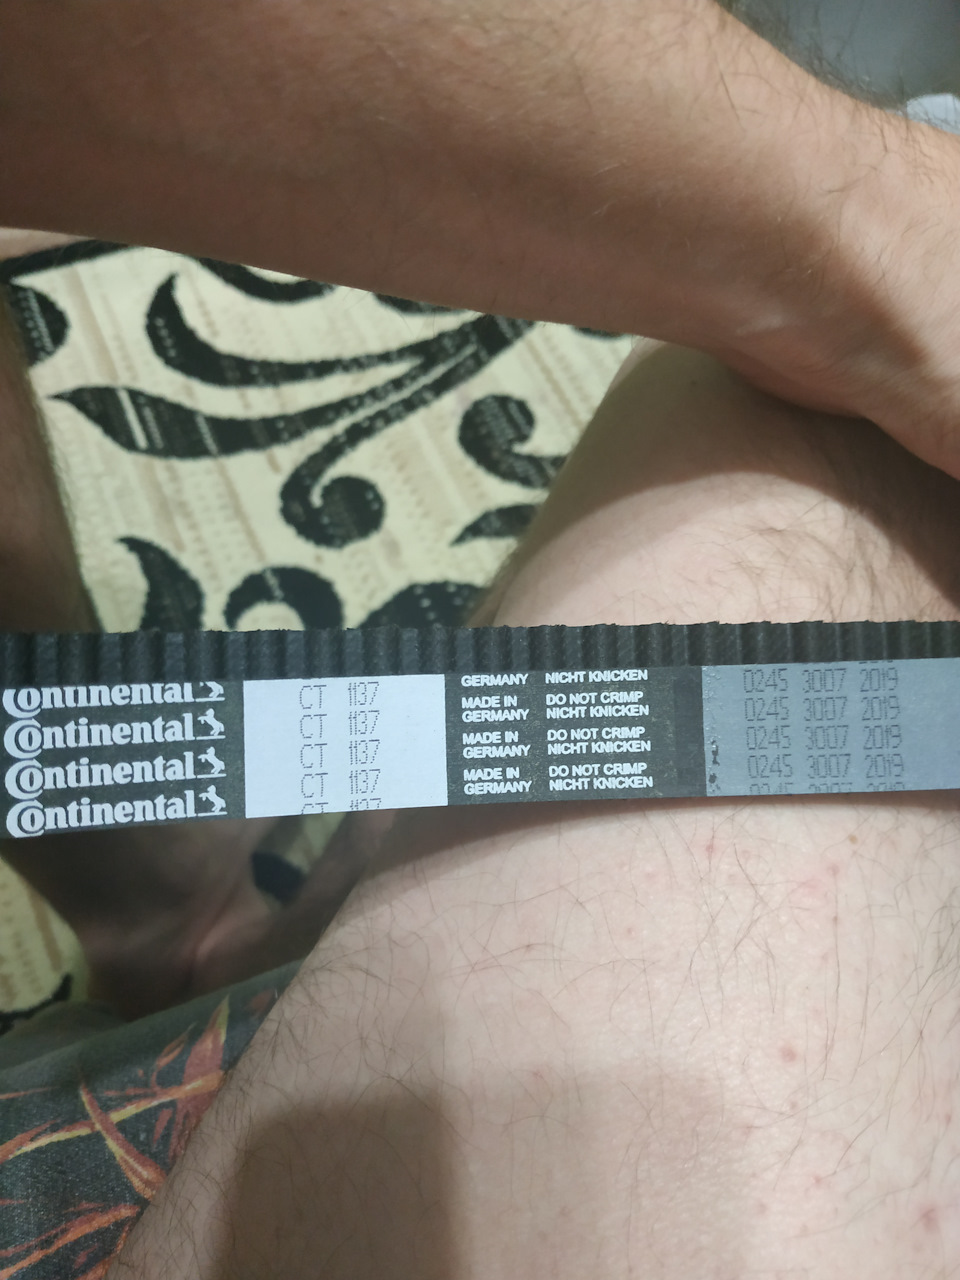 Continental CT 1137 GERMANY NICHT KNICKEN 0245 3007 2019
Continental CT 1137 MADE IN GERMANY DO NOT CRIMP NICHT KNICKEN 0245 3007 2019
Continental CT 1137 MADE IN GERMANY DO NOT CRIMP NICHT KNICKEN 0245 3007 2019
Continental CT 1137 MADE IN GERMANY DO NOT CRIMP NICHT KNICKEN 0245 3007 2019